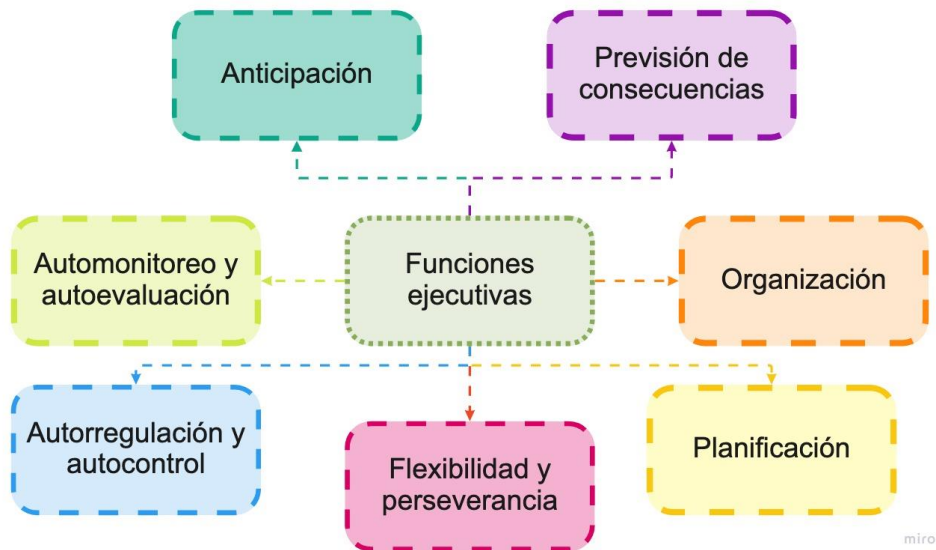 Anticipación
Previsión de
consecuencias
Automonitoreo y
autoevaluación
Funciones
ejecutivas
Organización
Autorregulación y
autocontrol
Flexibilidad y
perseverancia
Planificación
miro